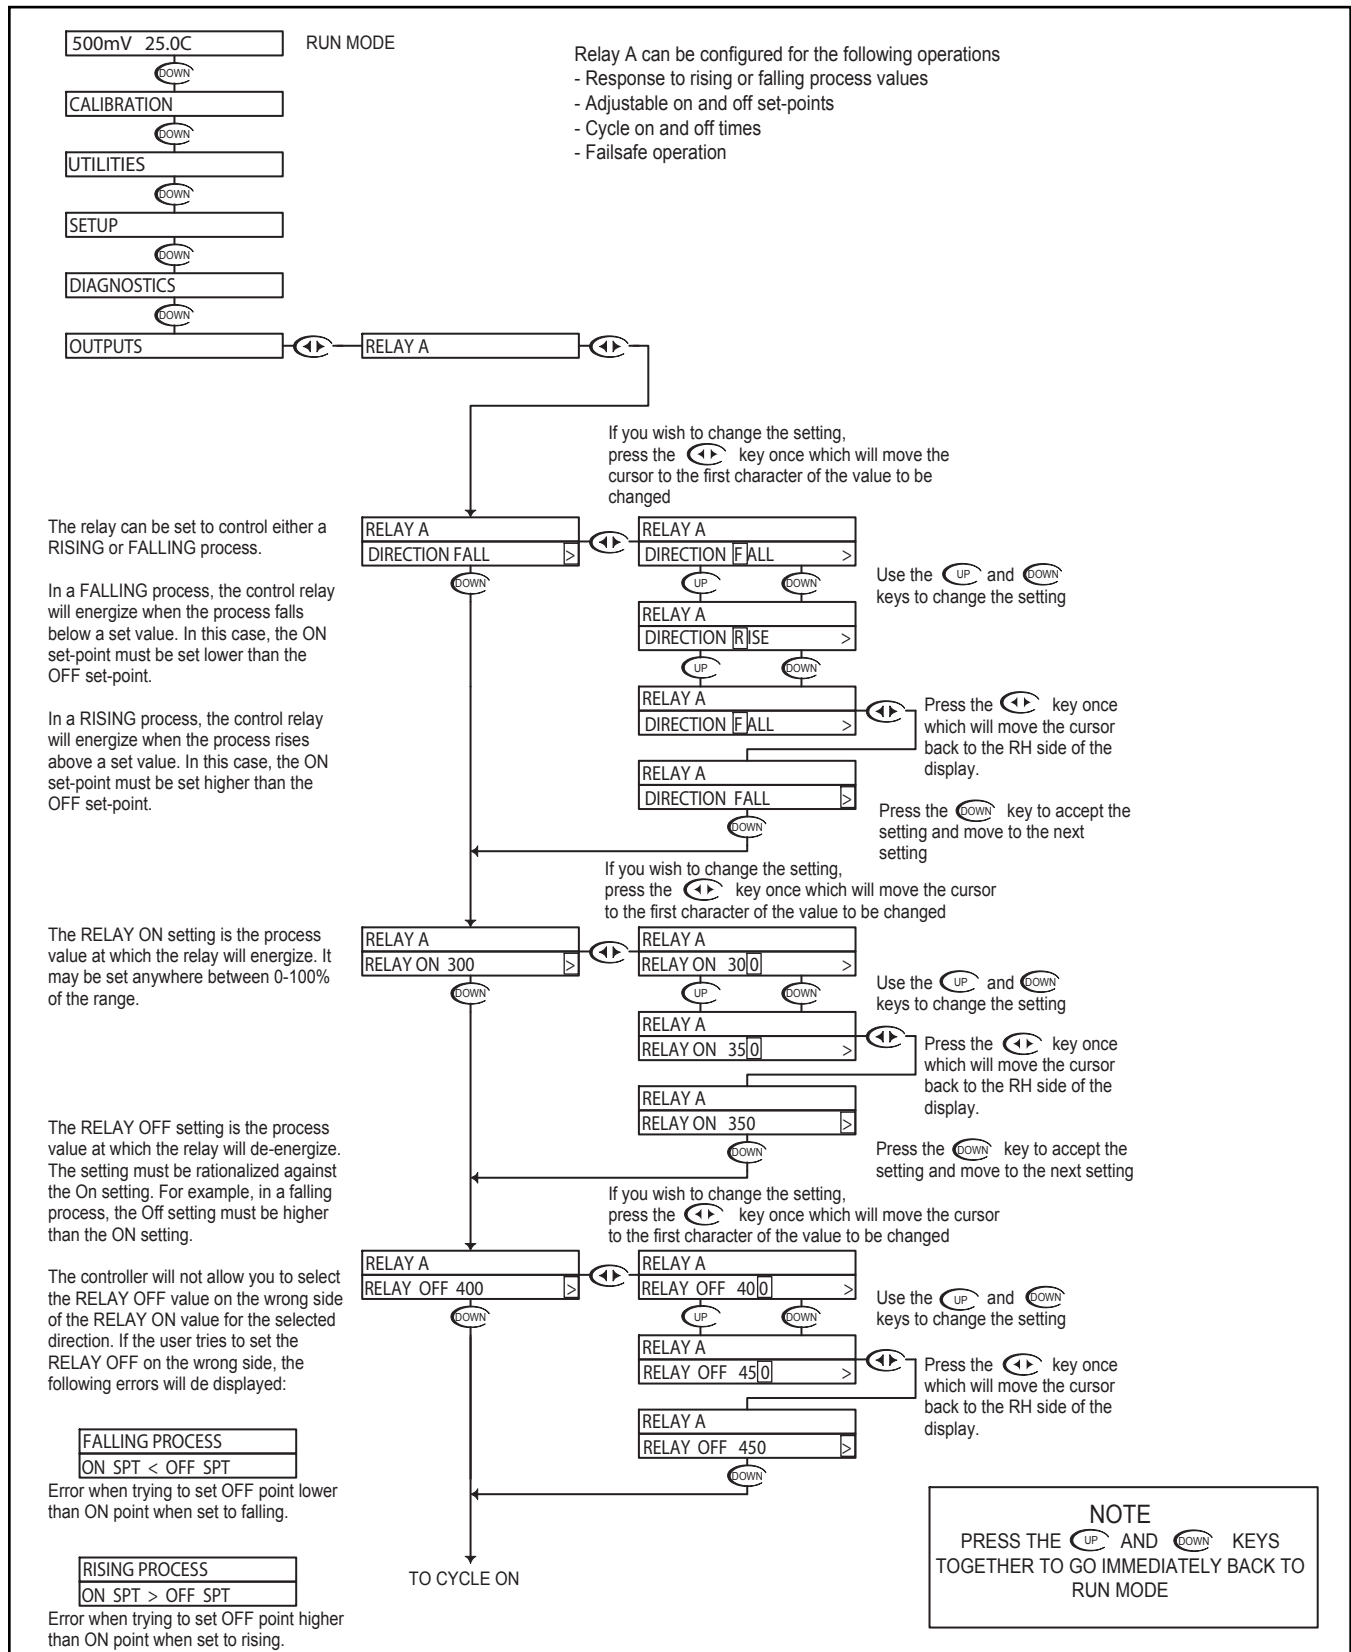 500mV 25.0C
RUN MODE
DOWN
CALIBRATION
DOWN
UTILITIES
DOWN
SETUP
DOWN
DIAGNOSTICS
DOWN
OUTPUTS
RELAY A
Relay A can be configured for the following operations
- Response to rising or falling process values
- Adjustable on and off set-points
- Cycle on and off times
- Failsafe operation
If you wish to change the setting,
press the key once which will move the
cursor to the first character of the value to be
changed
The relay can be set to control either a
RISING or FALLING process.
In a FALLING process, the control relay
will energize when the process falls
below a set value. In this case, the ON
set-point must be set lower than the
OFF set-point.
In a RISING process, the control relay
will energize when the process rises
above a set value. In this case, the ON
set-point must be set higher than the
OFF set-point.
RELAY A
DIRECTION FALL >
DOWN
RELAY A
DIRECTION FALL >
UP DOWN
RELAY A
DIRECTION RISE >
UP DOWN
RELAY A
DIRECTION FALL >
RELAY A
DIRECTION FALL >
DOWN
Use the UP and DOWN
keys to change the setting
Press the key once
which will move the cursor
back to the RH side of the
display.
Press the DOWN key to accept the
setting and move to the next
setting
If you wish to change the setting,
press the key once which will move the cursor
to the first character of the value to be changed
The RELAY ON setting is the process
value at which the relay will energize. It
may be set anywhere between 0-100%
of the range.
RELAY A
RELAY ON 300 >
DOWN
RELAY A
RELAY ON 300 >
UP DOWN
RELAY A
RELAY ON 350 >
RELAY A
RELAY ON 350 >
DOWN
Use the UP and DOWN
keys to change the setting
Press the key once
which will move the cursor
back to the RH side of the
display.
Press the DOWN key to accept the
setting and move to the next setting
The RELAY OFF setting is the process
value at which the relay will de-energize.
The setting must be rationalized against
the On setting. For example, in a falling
process, the Off setting must be higher
than the ON setting.
The controller will not allow you to select
the RELAY OFF value on the wrong side
of the RELAY ON value for the selected
direction. If the user tries to set the
RELAY OFF on the wrong side, the
following errors will de displayed:
If you wish to change the setting,
press the key once which will move the cursor
to the first character of the value to be changed
RELAY A
RELAY OFF 400 >
DOWN
RELAY A
RELAY OFF 400 >
UP DOWN
RELAY A
RELAY OFF 450 >
RELAY A
RELAY OFF 450 >
DOWN
Use the UP and DOWN
keys to change the setting
Press the key once
which will move the cursor
back to the RH side of the
display.
FALLING PROCESS
ON SPT < OFF SPT
Error when trying to set OFF point lower
than ON point when set to falling.
RISING PROCESS
ON SPT > OFF SPT
Error when trying to set OFF point higher
than ON point when set to rising.
TO CYCLE ON
NOTE
PRESS THE UP AND DOWN KEYS
TOGETHER TO GO IMMEDIATELY BACK TO
RUN MODE